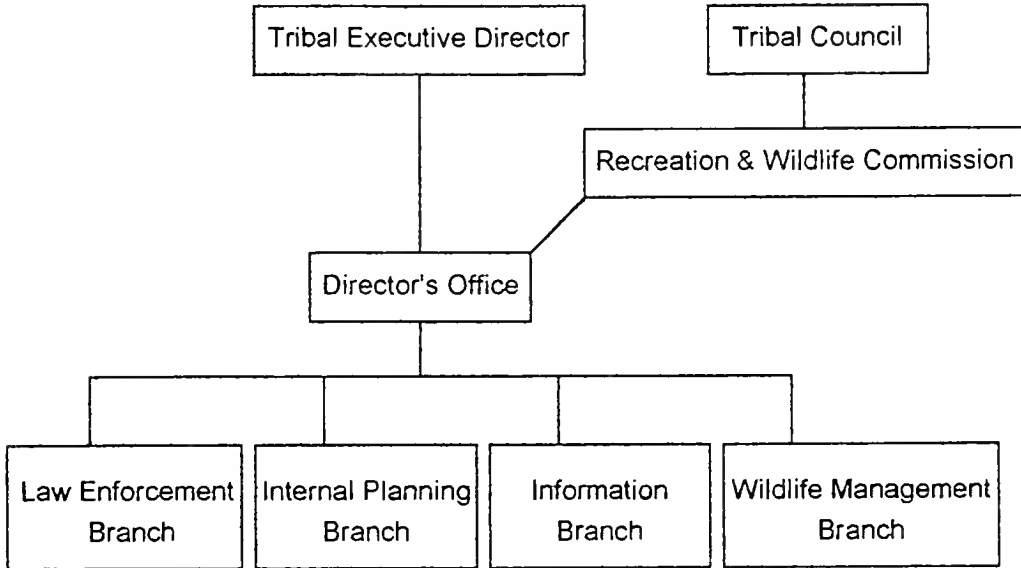 Tribal Executive Director
Tribal Council
Recreation & Wildlife Commission
Director's Office
Law Enforcement
Branch
Internal Planning
Branch
Information
Branch
Wildlife Management
Branch